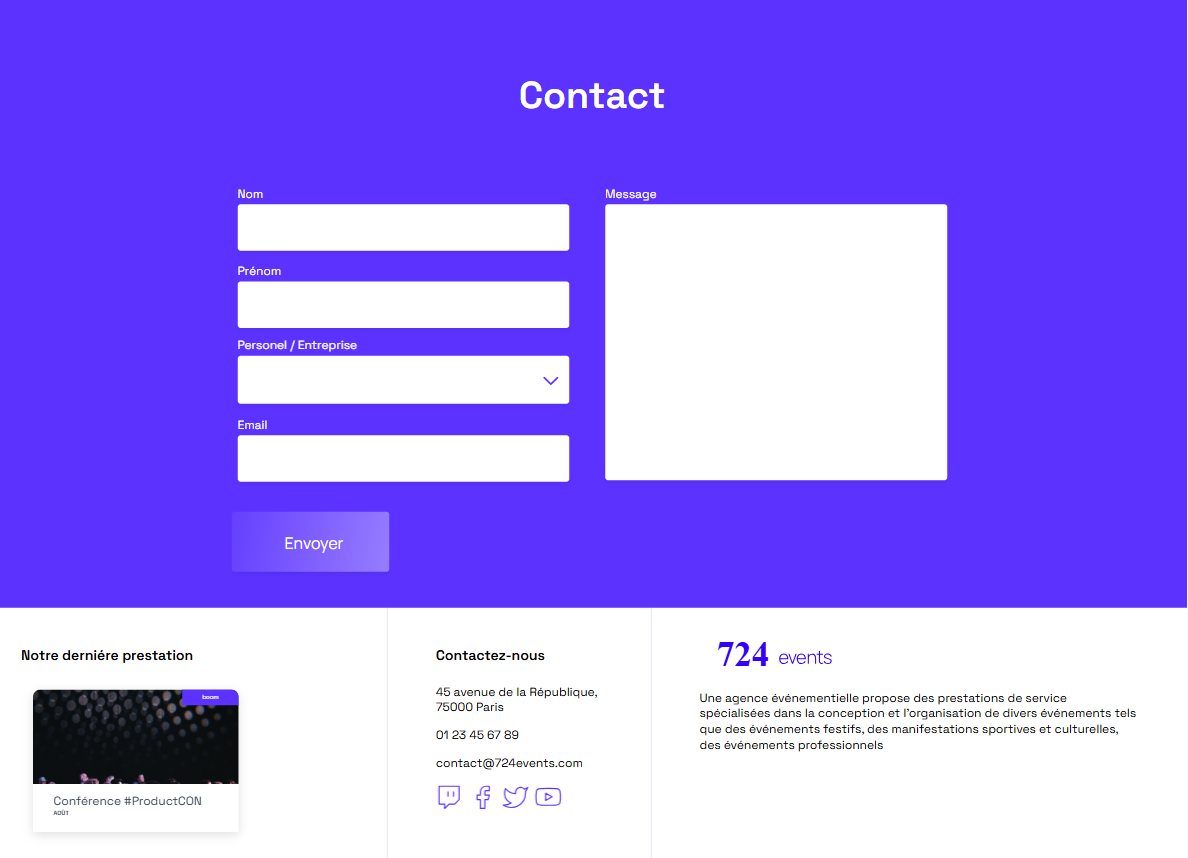 Contact
Nom
Message
Prénom
Personel / Entreprise
Email
Envoyer
Notre derniére prestation
boom
Conférence #ProductCON
AOÛT
Contactez-nous
45 avenue de la République,
75000 Paris
01 23 45 67 89
contact@724events.com
724 events
Une agence événementielle propose des prestations de service
spécialisées dans la conception et l'organisation de divers événements tels
que des événements festifs, des manifestations sportives et culturelles,
des événements professionnels